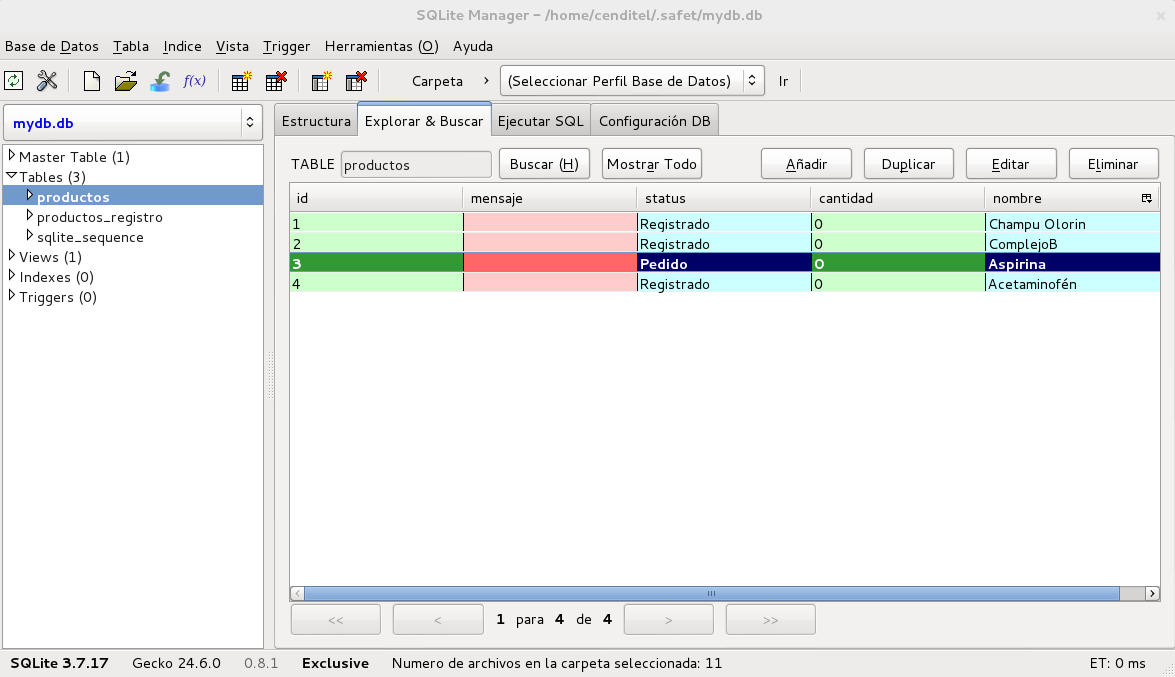 SQLite Manager - /home/cenditel/.safet/mydb.db
Base de Datos Tabla Indice Vista Trigger Herramientas (O) Ayuda
f(x) Carpeta (Seleccionar Perfil Base de Datos) Ir
mydb.db
Master Table (1)
Tables (3)
productos
productos_registro
sqlite_sequence
Views (1)
Indexes (0)
Triggers (0)
Estructura Explorar & Buscar Ejecutar SQL Configuración DB
TABLE productos Buscar (H) Mostrar Todo Añadir Duplicar Editar Eliminar
id mensaje status cantidad nombre
1 Registrado 0 Champu Olorin
2 Registrado 0 ComplejoB
3 Pedido 0 Aspirina
4 Registrado 0 Acetaminofén
<< < 1 para 4 de 4 > >>
SQLite 3.7.17 Gecko 24.6.0 0.8.1 Exclusive Numero de archivos en la carpeta seleccionada: 11 ET: 0 ms